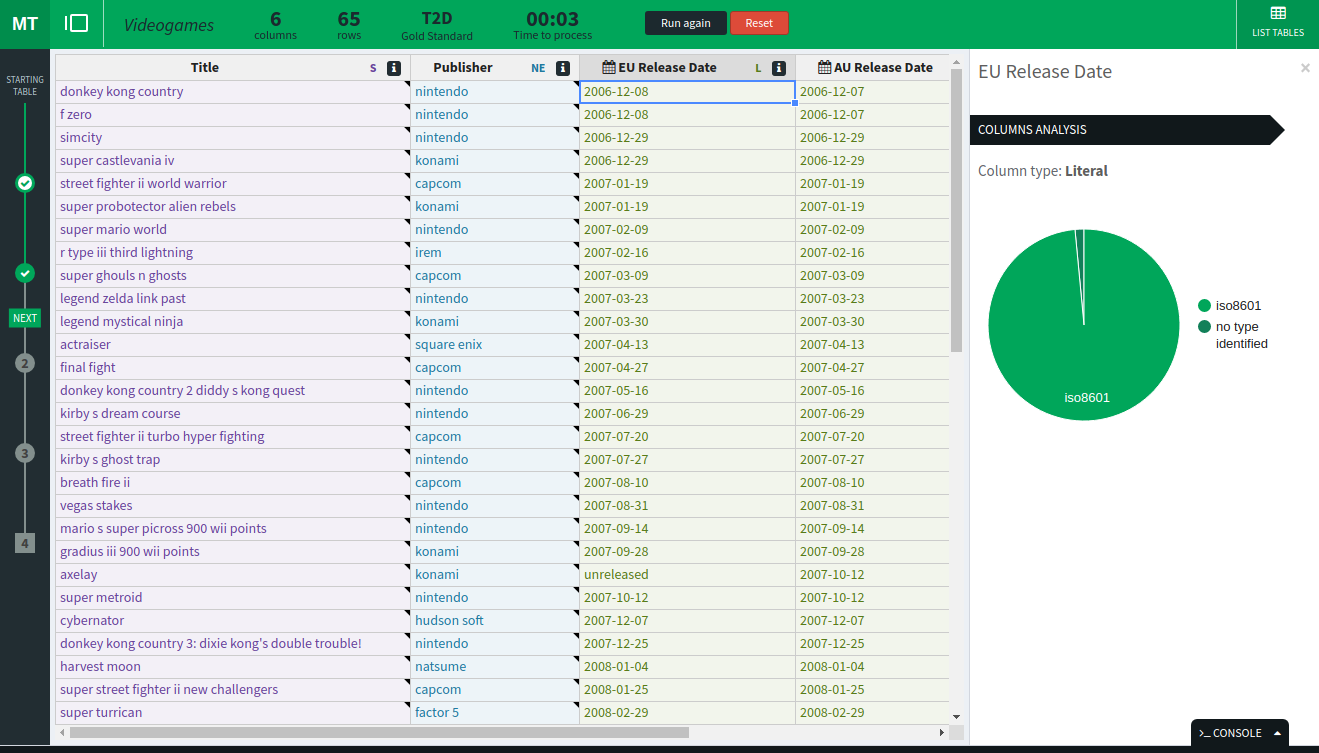 MT
Videogames
6
columns
65
rows
T2D
Gold Standard
00:03
Time to process
Run again
Reset
LIST TABLES
STARTING
TABLE
NEXT
2
3
4
Title S i Publisher NE i EU Release Date L i AU Release Date
donkey kong country nintendo 2006-12-08 2006-12-07
f zero nintendo 2006-12-08 2006-12-07
simcity nintendo 2006-12-29 2006-12-29
super castlevania iv konami 2006-12-29 2006-12-29
street fighter ii world warrior capcom 2007-01-19 2007-01-19
super probotector alien rebels konami 2007-01-19 2007-01-19
super mario world nintendo 2007-02-09 2007-02-09
r type iii third lightning irem 2007-02-16 2007-02-16
super ghouls n ghosts capcom 2007-03-09 2007-03-09
legend zelda link past nintendo 2007-03-23 2007-03-23
legend mystical ninja konami 2007-03-30 2007-03-30
actraiser square enix 2007-04-13 2007-04-13
final fight capcom 2007-04-27 2007-04-27
donkey kong country 2 diddy s kong quest nintendo 2007-05-16 2007-05-16
kirby s dream course nintendo 2007-06-29 2007-06-29
street fighter ii turbo hyper fighting capcom 2007-07-20 2007-07-20
kirby s ghost trap nintendo 2007-07-27 2007-07-27
breath fire ii capcom 2007-08-10 2007-08-10
vegas stakes nintendo 2007-08-31 2007-08-31
mario s super picross 900 wii points nintendo 2007-09-14 2007-09-14
gradius iii 900 wii points konami 2007-09-28 2007-09-28
axelay konami unreleased 2007-10-12
super metroid nintendo 2007-10-12 2007-10-12
cybernator hudson soft 2007-12-07 2007-12-07
donkey kong country 3: dixie kong's double trouble! nintendo 2007-12-25 2007-12-25
harvest moon natsume 2008-01-04 2008-01-04
super street fighter ii new challengers capcom 2008-01-25 2008-01-25
super turrican factor 5 2008-02-29 2008-02-29
EU Release Date ×
COLUMNS ANALYSIS
Column type: Literal
iso8601
iso8601
no type
identified
>_ CONSOLE